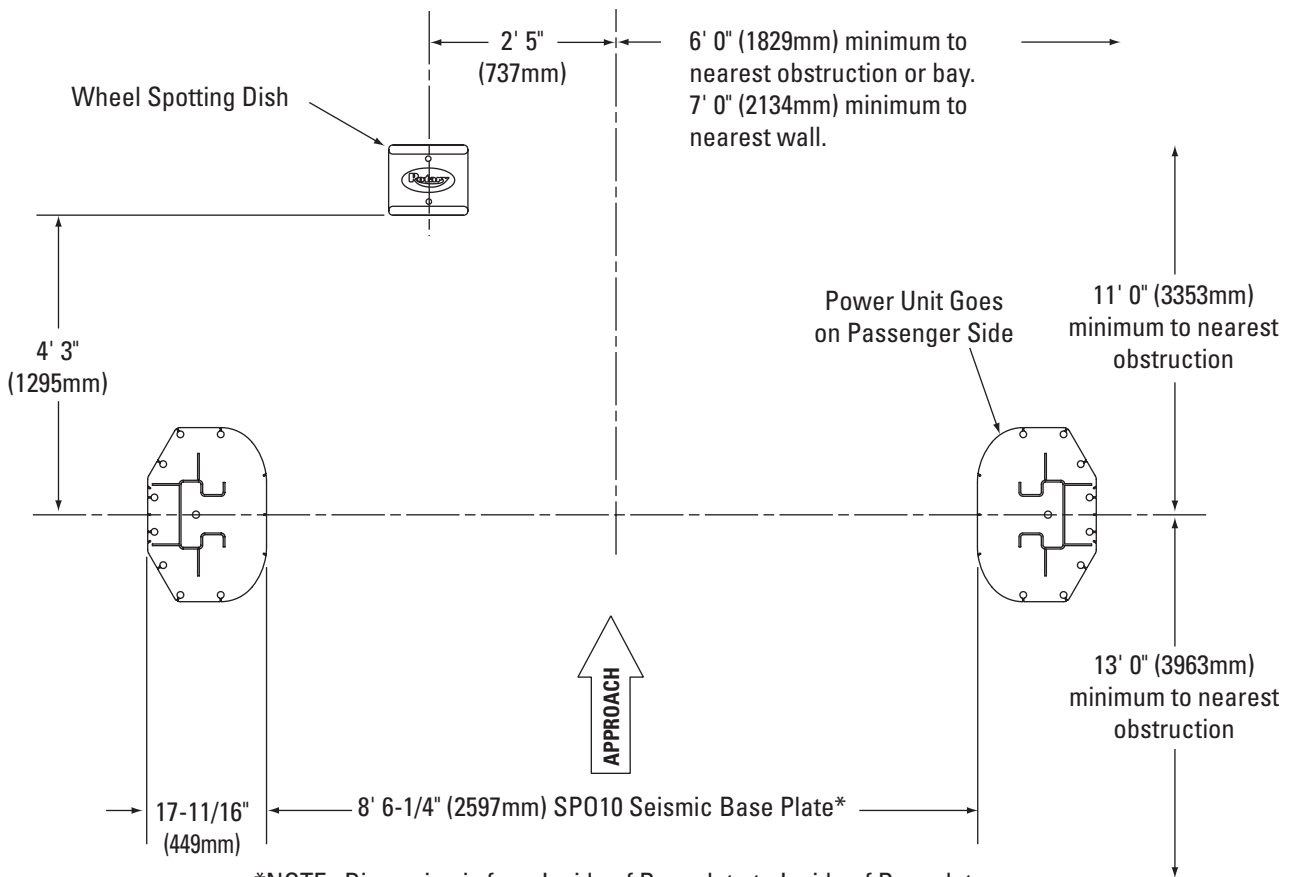 2' 5"
(737mm)
6' 0" (1829mm) minimum to
nearest obstruction or bay.
7' 0" (2134mm) minimum to
nearest wall.
Wheel Spotting Dish
Rotary
4' 3"
(1295mm)
Power Unit Goes
on Passenger Side
11' 0" (3353mm)
minimum to nearest
obstruction
APPROACH
13' 0" (3963mm)
minimum to nearest
obstruction
17-11/16"
(449mm)
8' 6-1/4" (2597mm) SPO10 Seismic Base Plate*